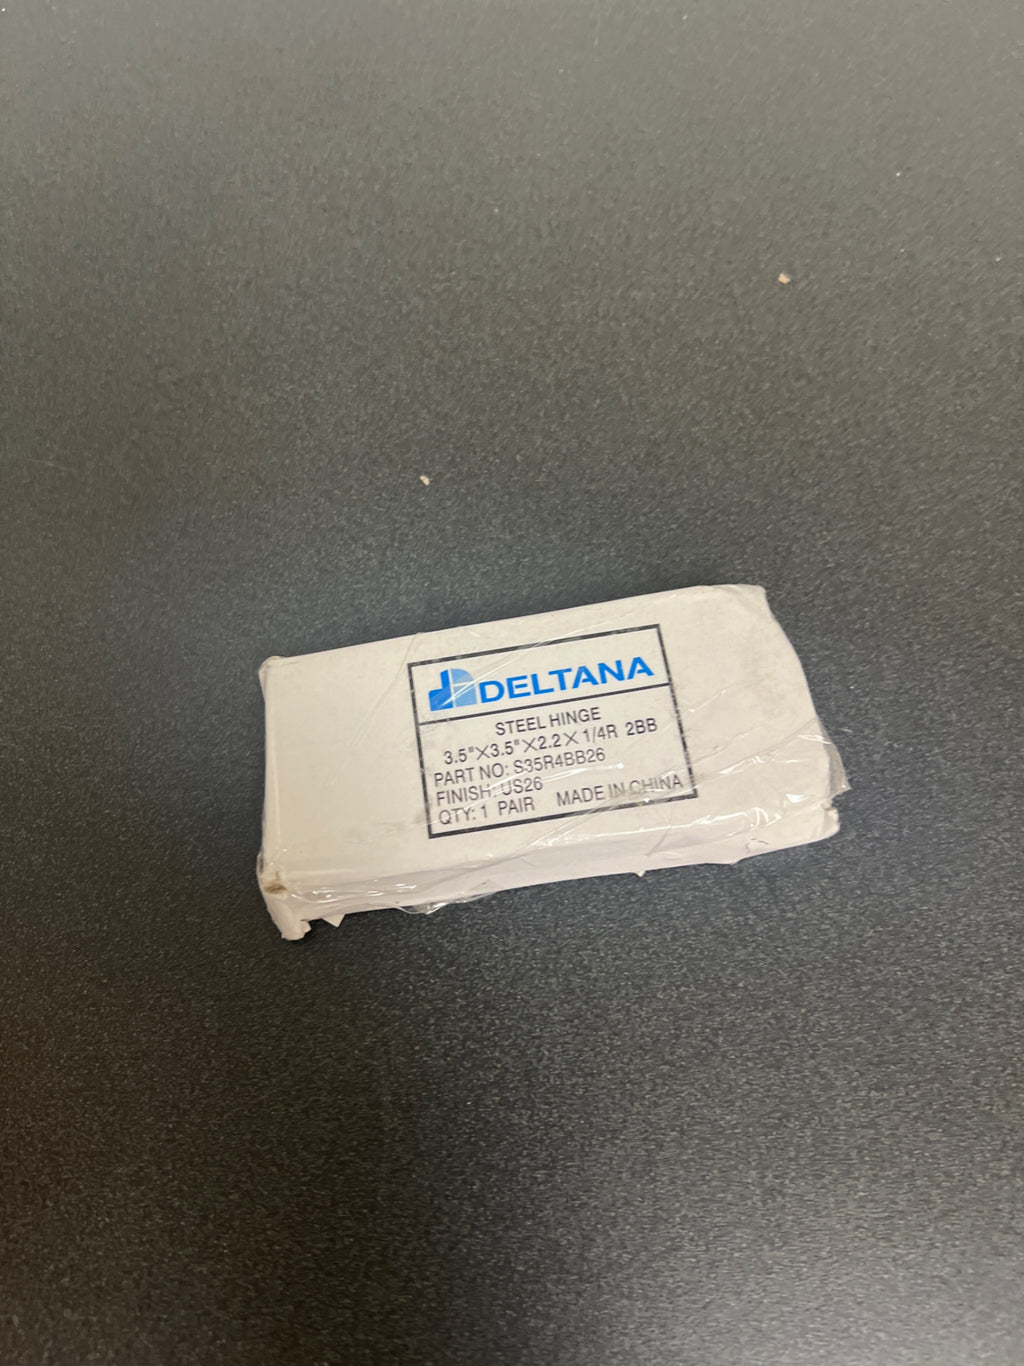 DELTANA
STEEL HINGE
3.5"X3.5"X2.2X1/4R 2BB
PART NO: S35R4BB26
FINISH: US26
QTY: 1 PAIR MADE IN CHINA